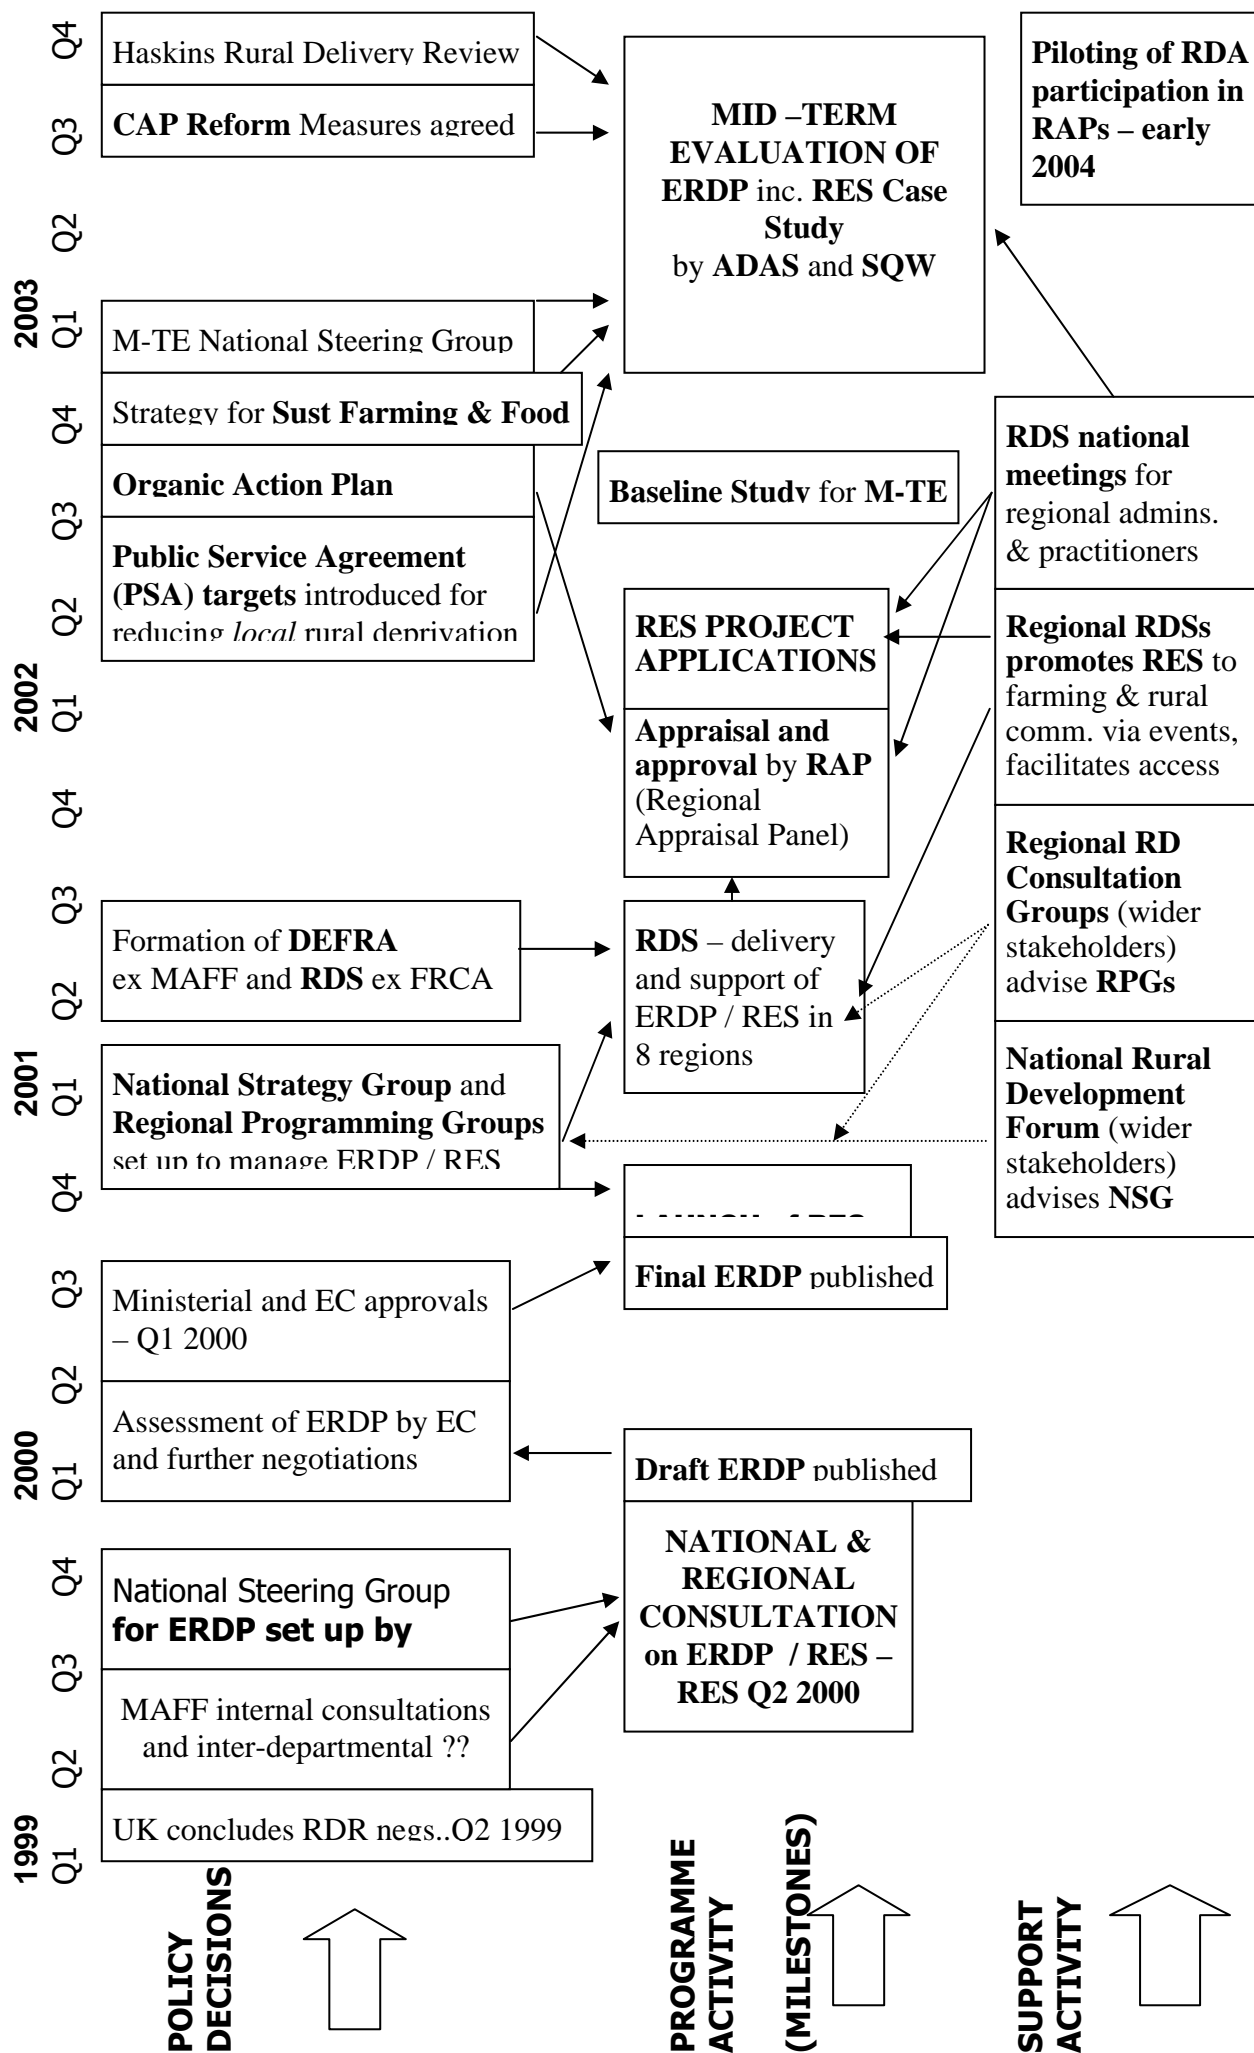 Q4
Q3
Q2
2003
Q1
Q4
Q3
Q2
2002
Q1
Q4
Q3
Q2
2001
Q1
Q4
Q3
Q2
2000
Q1
Q4
Q3
Q2
1999
Q1
Haskins Rural Delivery Review
CAP Reform Measures agreed
M-TE National Steering Group
Strategy for Sust Farming & Food
Organic Action Plan
Public Service Agreement
(PSA) targets introduced for
reducing local rural deprivation
Formation of DEFRA
ex MAFF and RDS ex FRCA
National Strategy Group and
Regional Programming Groups
set up to manage ERDP / RES
Ministerial and EC approvals
– Q1 2000
Assessment of ERDP by EC
and further negotiations
National Steering Group
for ERDP set up by
MAFF internal consultations
and inter-departmental ??
UK concludes RDR negs..Q2 1999
MID –TERM
EVALUATION OF
ERDP inc. RES Case
Study
by ADAS and SQW
Baseline Study for M-TE
RES PROJECT
APPLICATIONS
Appraisal and
approval by RAP
(Regional
Appraisal Panel)
RDS – delivery
and support of
ERDP / RES in
8 regions
Final ERDP published
Draft ERDP published
NATIONAL &
REGIONAL
CONSULTATION
on ERDP / RES –
RES Q2 2000
Piloting of RDA
participation in
RAPs – early
2004
RDS national
meetings for
regional admins.
& practitioners
Regional RDSs
promotes RES to
farming & rural
comm. via events,
facilitates access
Regional RD
Consultation
Groups (wider
stakeholders)
advise RPGs
National Rural
Development
Forum (wider
stakeholders)
advises NSG
POLICY
DECISIONS
PROGRAMME
ACTIVITY
(MILESTONES)
SUPPORT
ACTIVITY